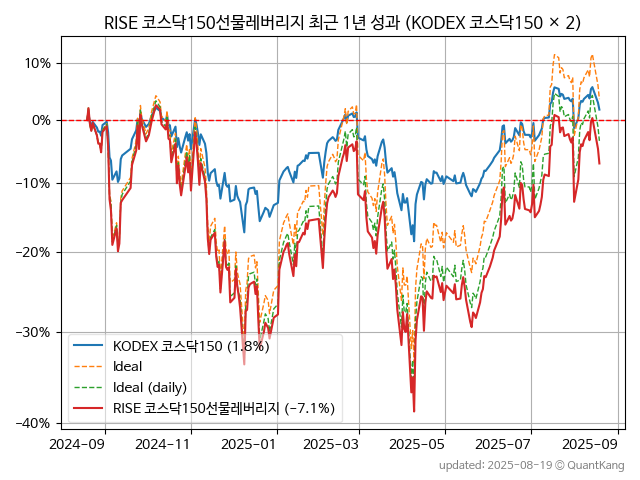 RISE 코스닥150선물레버리지 최근 1년 성과 (KODEX 코스닥150 × 2)
10%
0%
−10%
−20%
−30%
−40%
KODEX 코스닥150 (1.8%)
Ideal
Ideal (daily)
RISE 코스닥150선물레버리지 (−7.1%)
2024-09 2024-11 2025-01 2025-03 2025-05 2025-07 2025-09
updated: 2025-08-19 © QuantKang